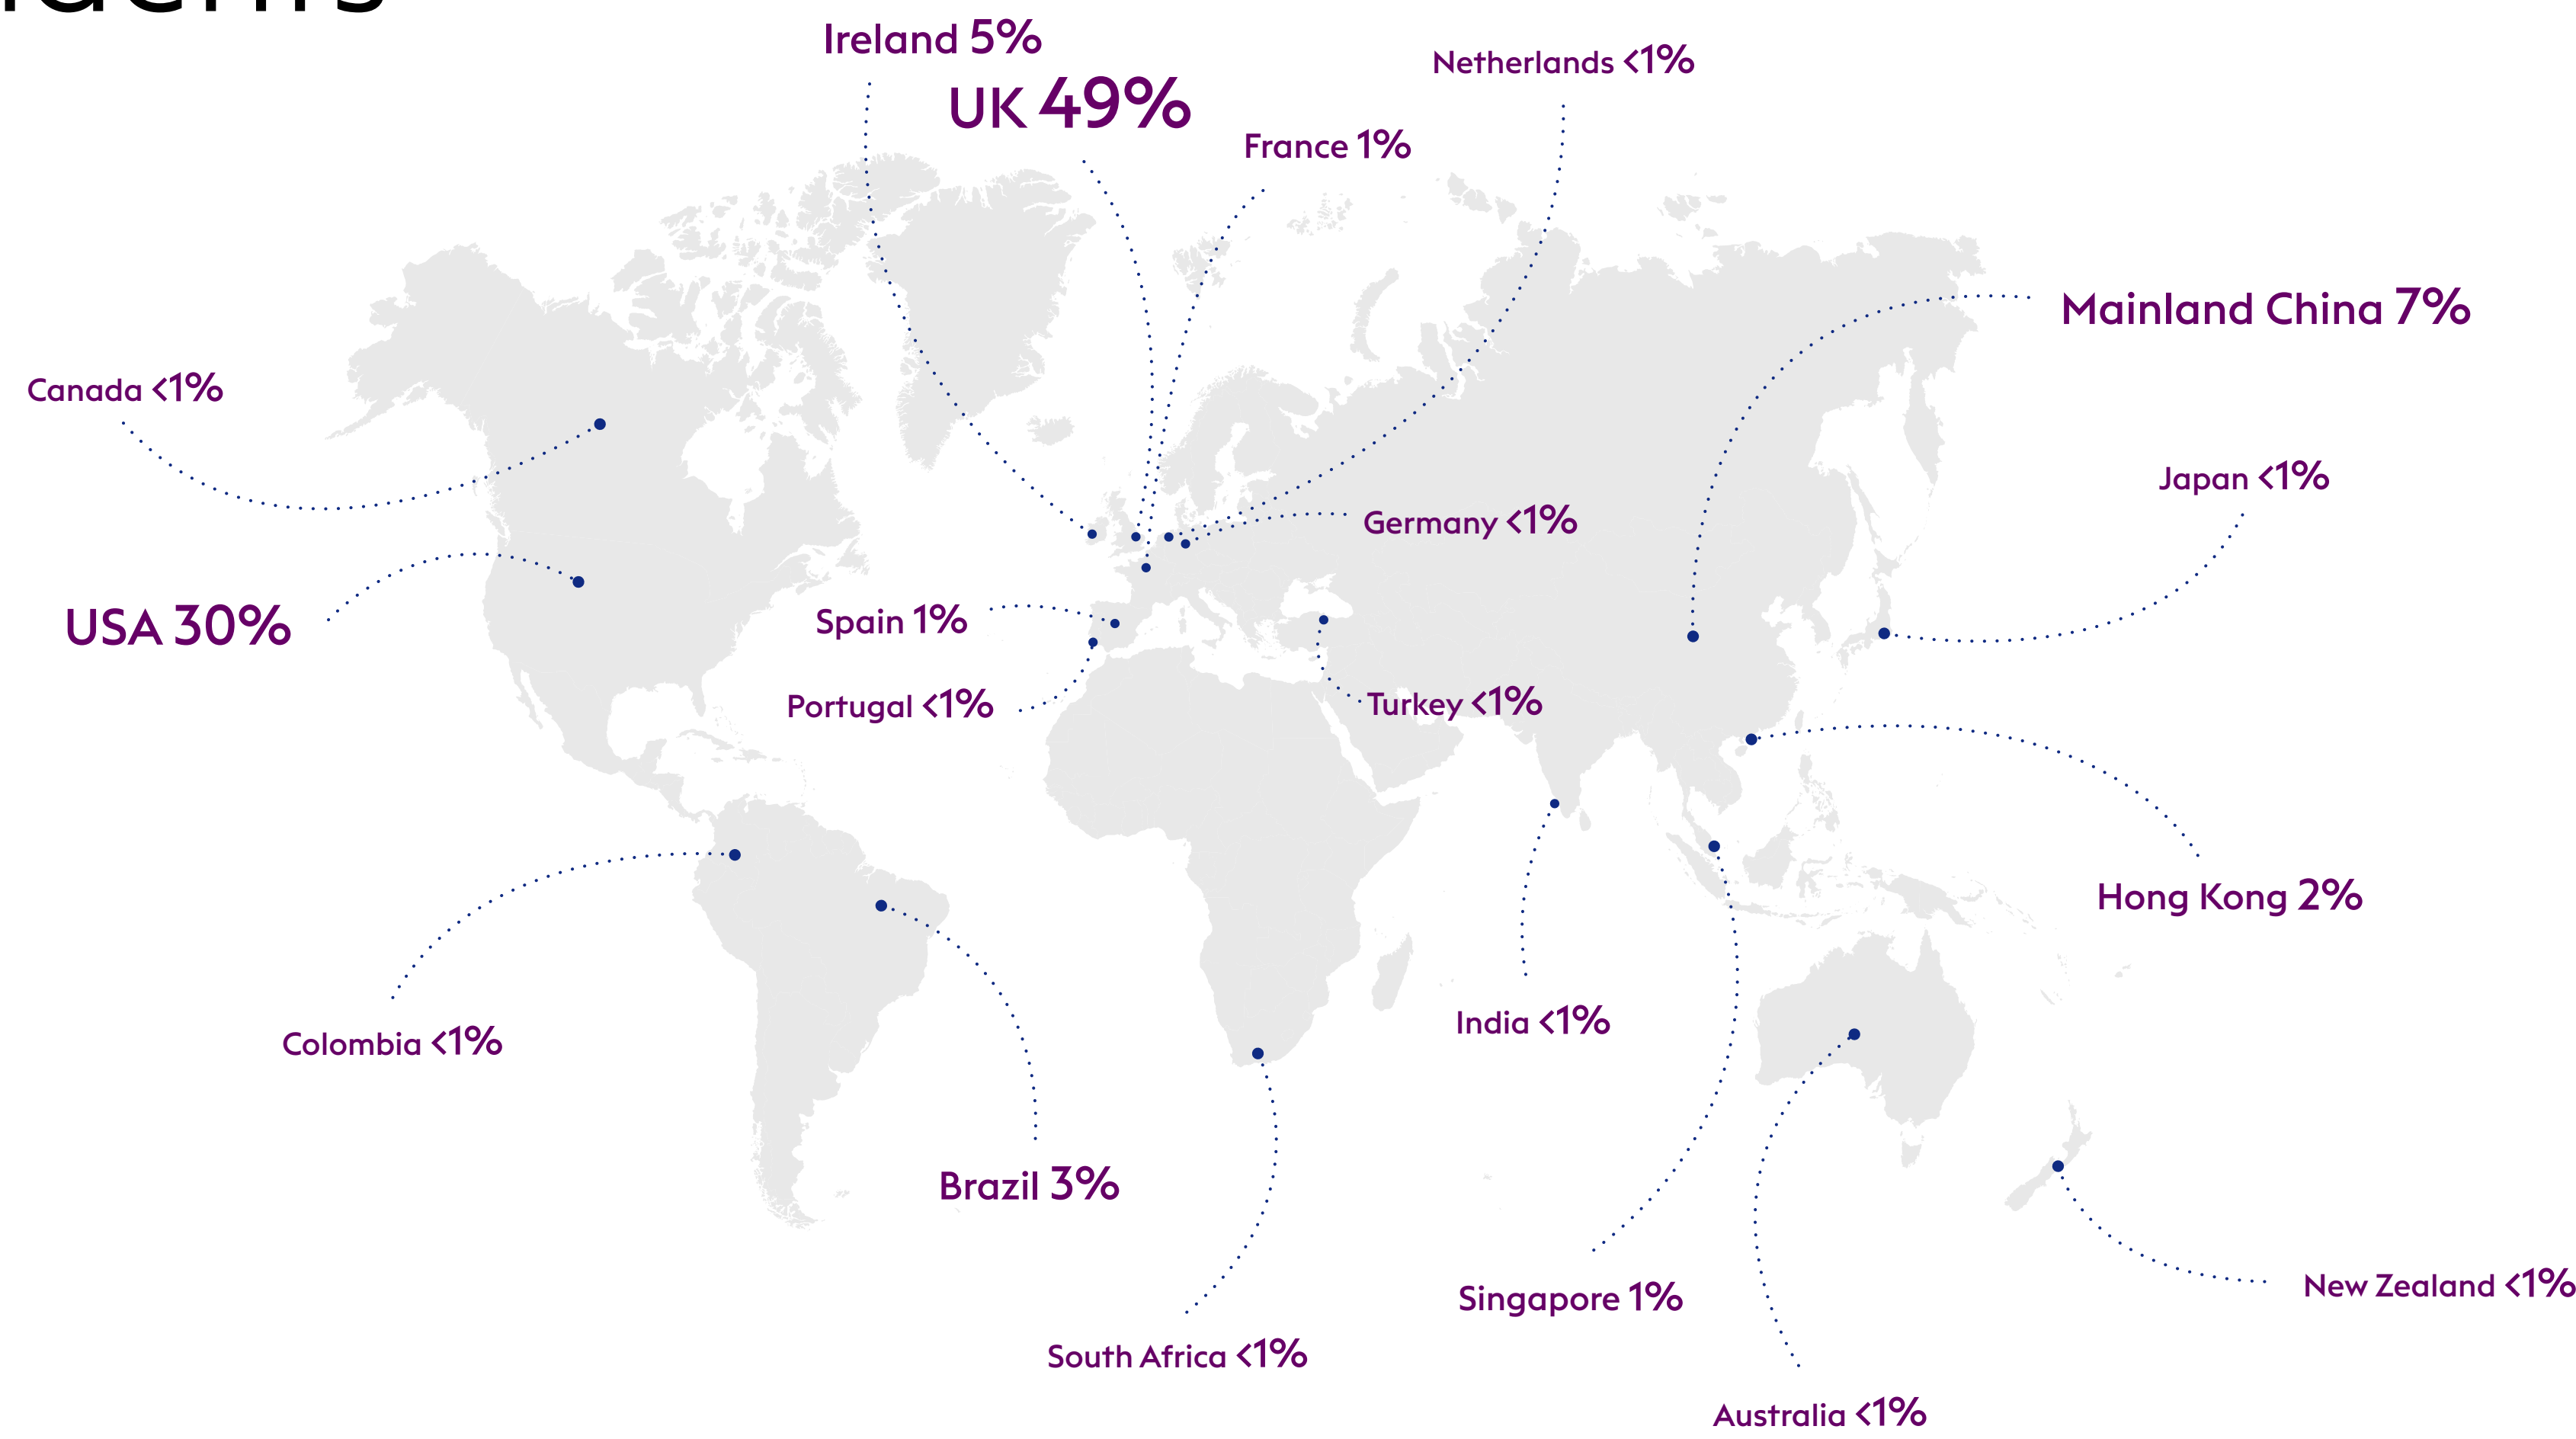 Ireland 5%
UK 49%
Netherlands <1%
France 1%
Mainland China 7%
Canada <1%
Japan <1%
Germany <1%
USA 30%
Spain 1%
Portugal <1%
Turkey <1%
Hong Kong 2%
India <1%
Colombia <1%
Brazil 3%
Singapore 1%
New Zealand <1%
South Africa <1%
Australia <1%